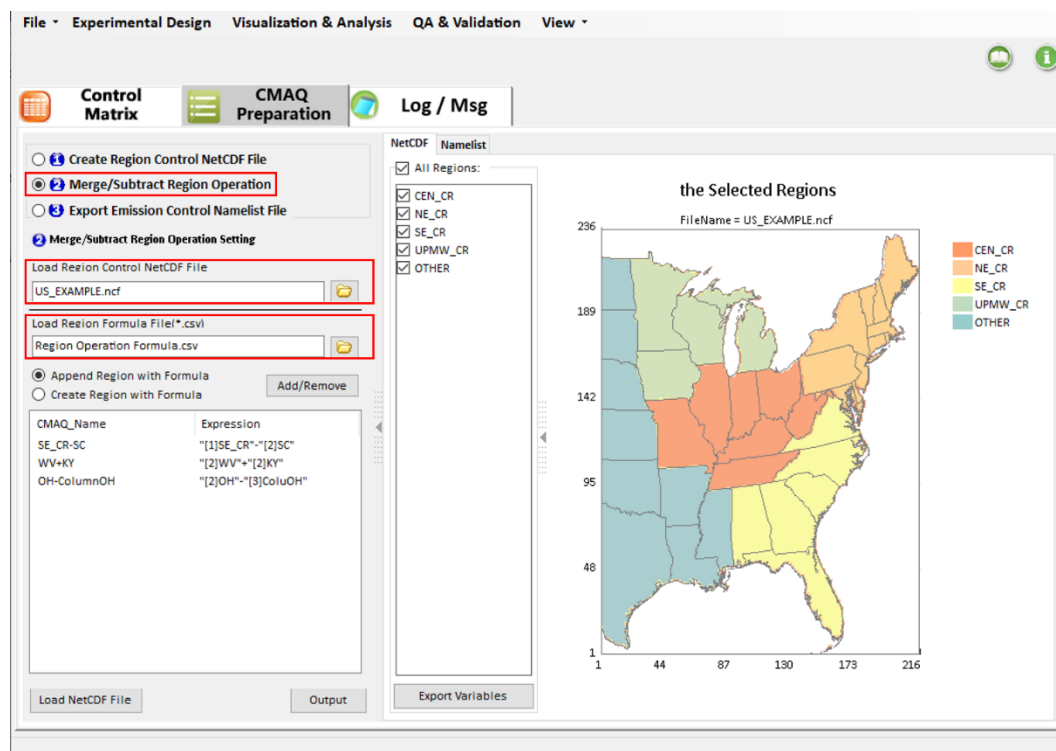 File Experimental Design Visualization & Analysis QA & Validation View
Control Matrix
CMAQ Preparation
Log / Msg
1 Create Region Control NetCDF File
2 Merge/Subtract Region Operation
3 Export Emission Control Namelist File
2 Merge/Subtract Region Operation Setting
Load Region Control NetCDF File
US_EXAMPLE.ncf
Load Region Formula File(*.csv)
Region Operation Formula.csv
Append Region with Formula
Create Region with Formula
Add/Remove
CMAQ_Name Expression
SE_CR-SC "[1]SE_CR"-"[2]SC"
WV+KY "[2]WV"+"[2]KY"
OH-ColumnOH "[2]OH"-"[3]ColuOH"
Load NetCDF File
Output
NetCDF Namelist
All Regions:
CEN_CR
NE_CR
SE_CR
UPMW_CR
OTHER
Export Variables
the Selected Regions
FileName = US_EXAMPLE.ncf
236
189
142
95
48
1
1 44 87 130 173 216
CEN_CR
NE_CR
SE_CR
UPMW_CR
OTHER